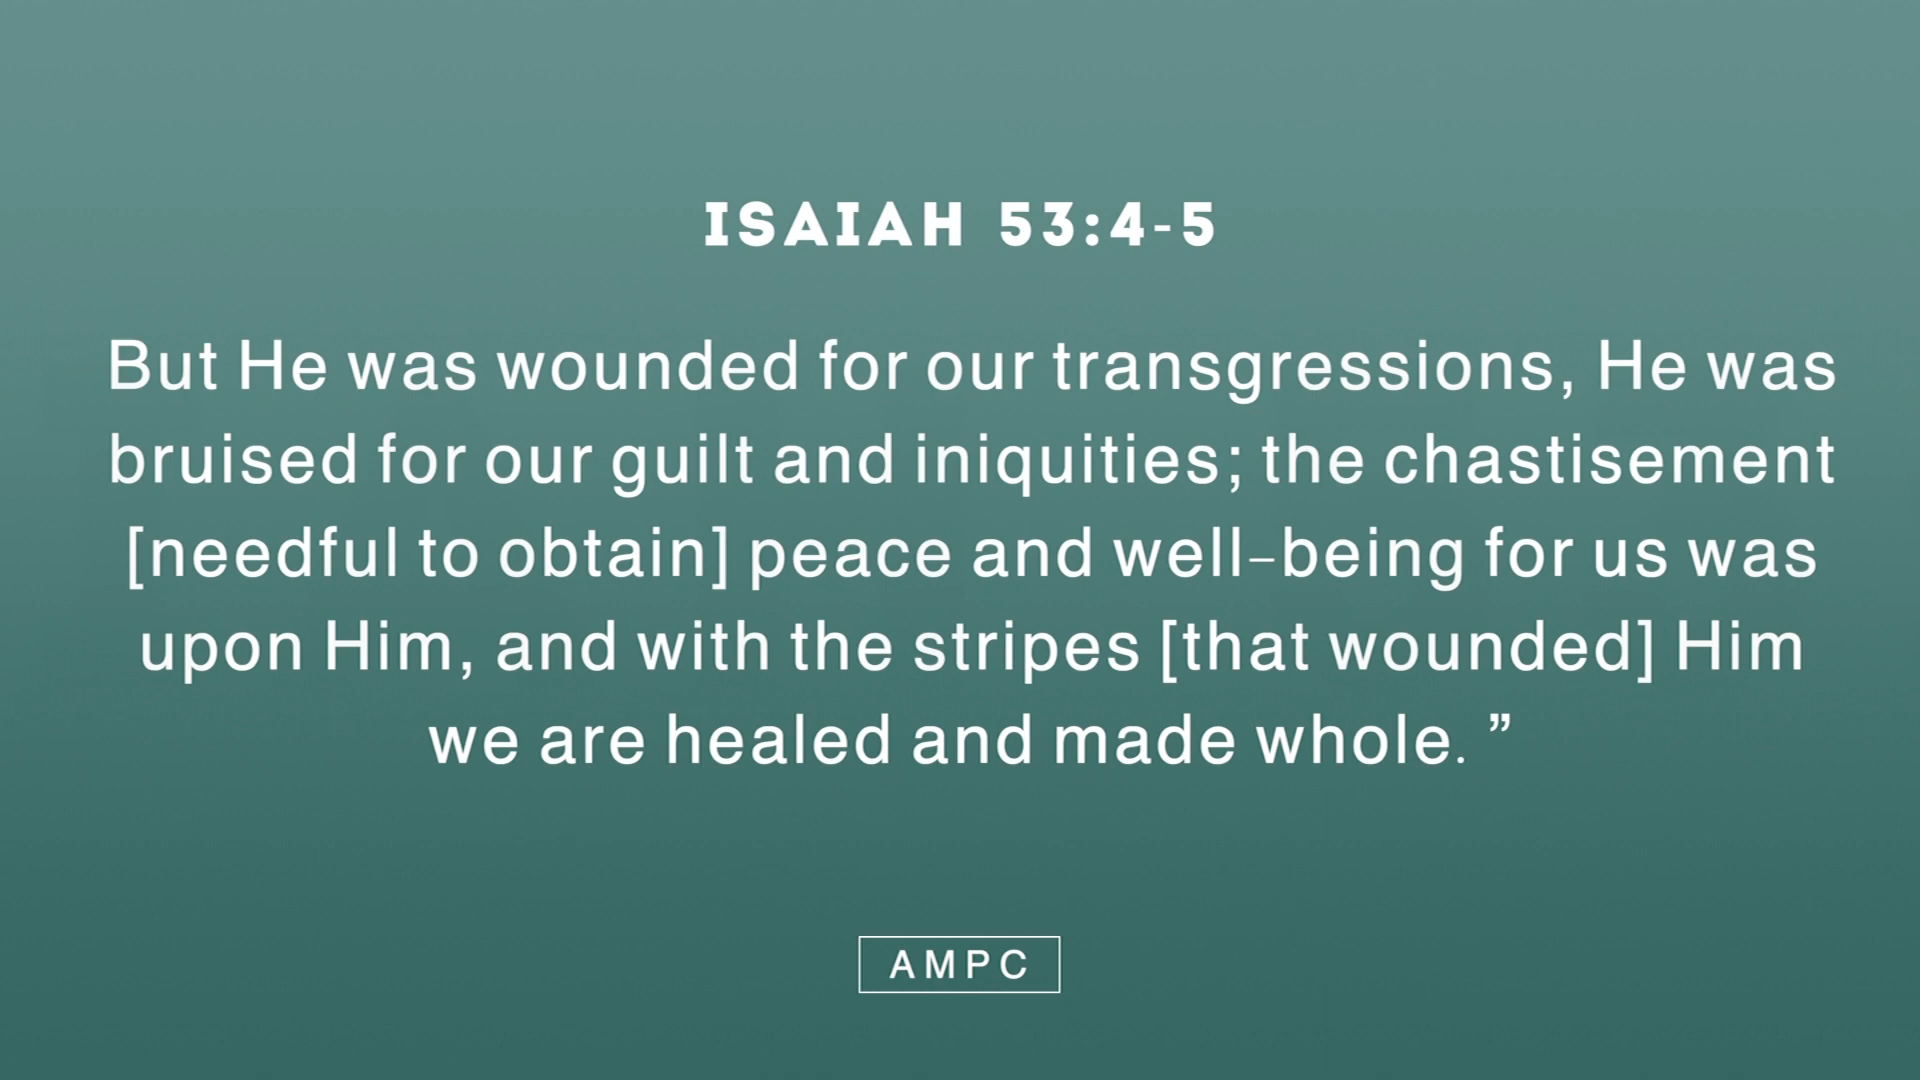 ISAIAH 53:4-5
But He was wounded for our transgressions, He was
bruised for our guilt and iniquities; the chastisement
[needful to obtain] peace and well-being for us was
upon Him, and with the stripes [that wounded] Him
we are healed and made whole. ”
AMPC